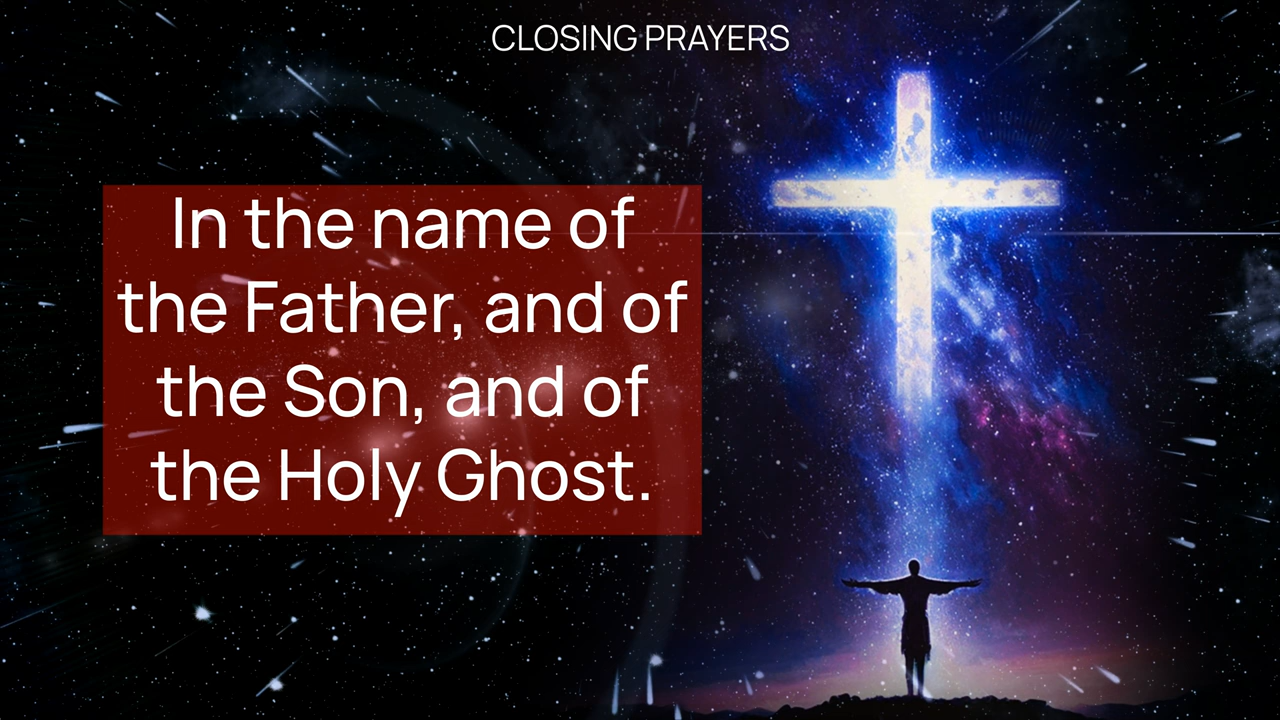 CLOSING PRAYERS
In the name of
the Father, and of
the Son, and of
the Holy Ghost.